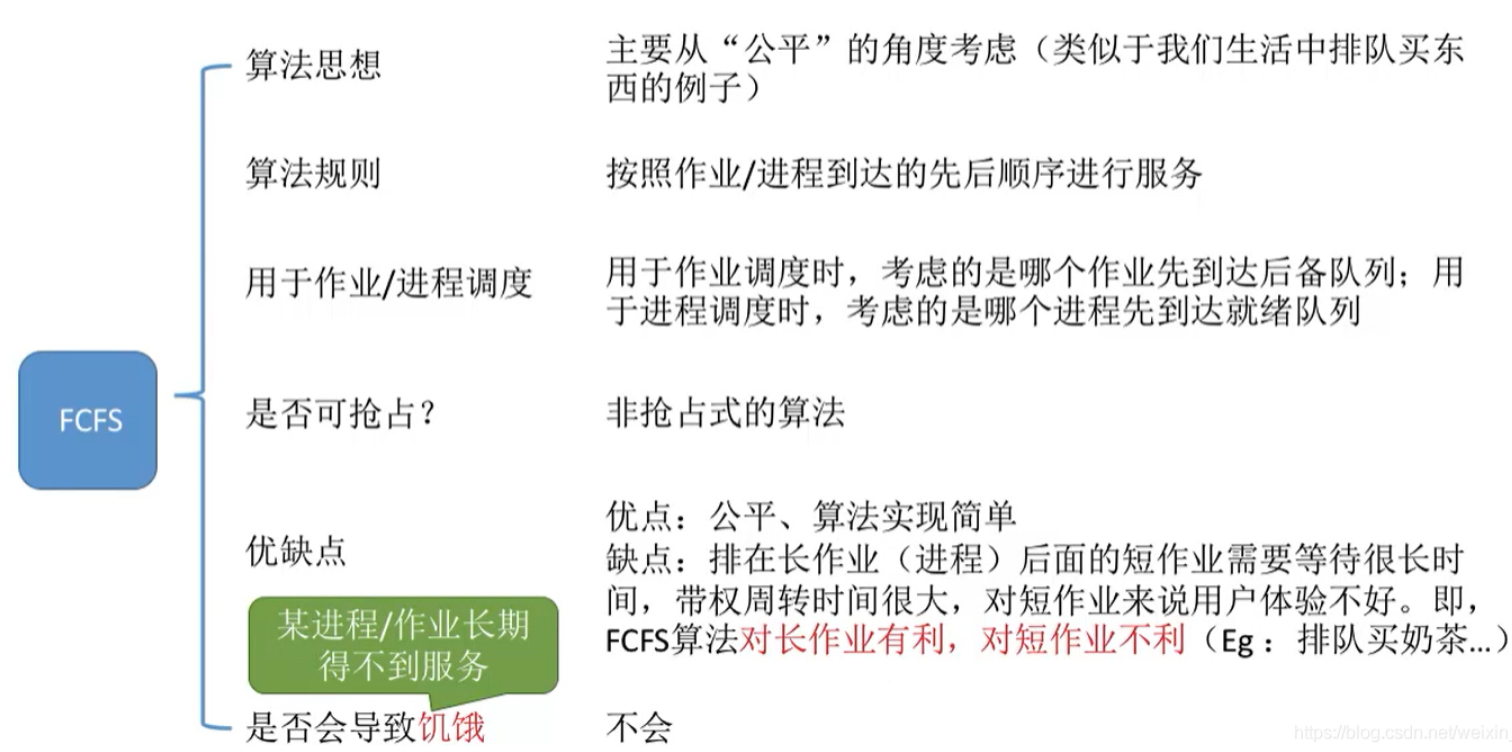 算法思想
主要从“公平”的角度考虑（类似于我们生活中排队买东
西的例子）
算法规则
按照作业/进程到达的先后顺序进行服务
用于作业/进程调度
用于作业调度时，考虑的是哪个作业先到达后备队列；用
于进程调度时，考虑的是哪个进程先到达就绪队列
FCFS
是否可抢占？
非抢占式的算法
优缺点
优点：公平、算法实现简单
缺点：排在长作业（进程）后面的短作业需要等待很长时
间，带权周转时间很大，对短作业来说用户体验不好。即，
FCFS算法对长作业有利，对短作业不利（Eg：排队买奶茶...）
某进程/作业长期
得不到服务
是否会导致饥饿
不会
https://blog.csdn.net/weixin